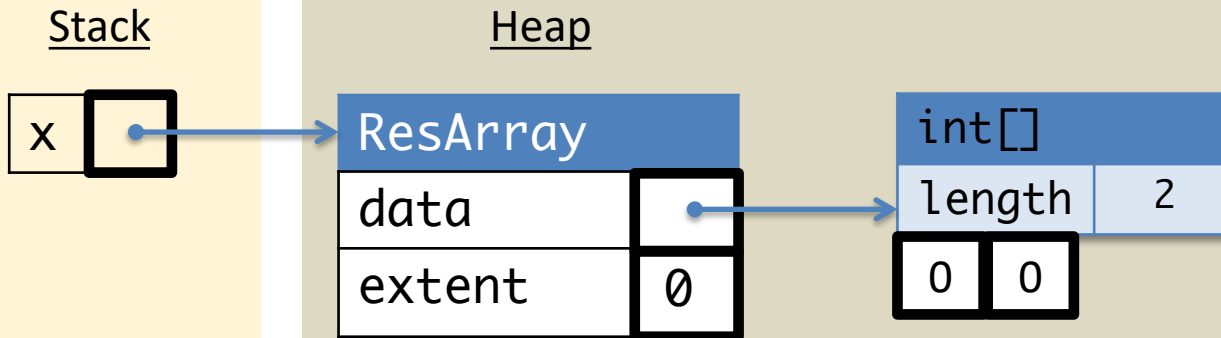 Stack
Heap
x
ResArray
data
extent 0
int[]
length 2
0 0